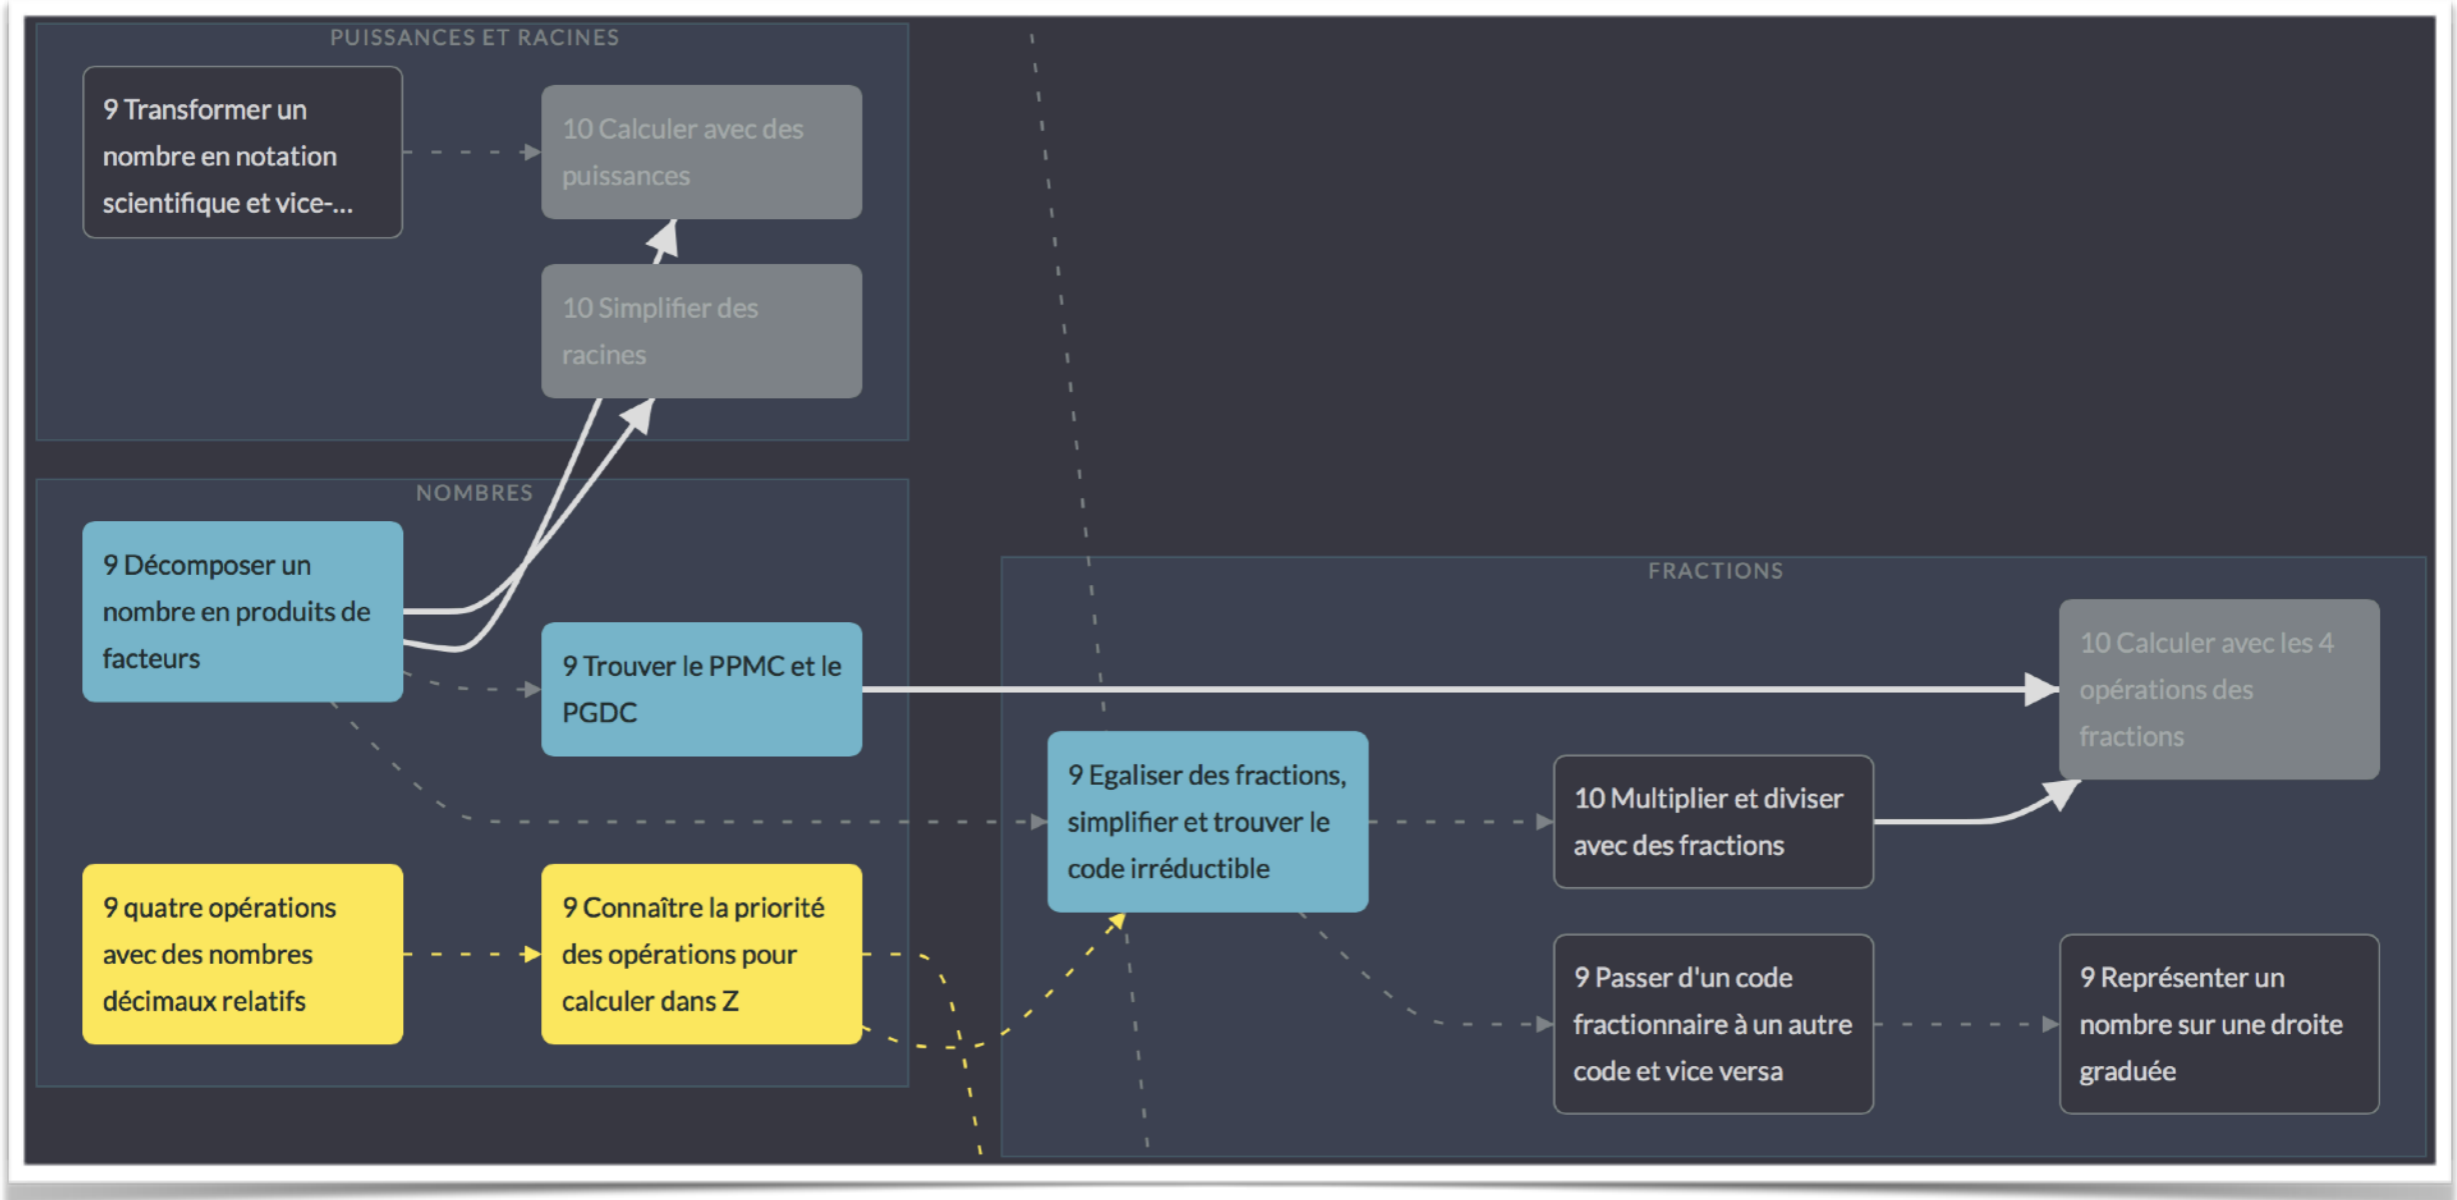 PUISSANCES ET RACINES
9 Transformer un
nombre en notation
scientifique et vice-...
10 Calculer avec des
puissances
10 Simplifier des
racines
NOMBRES
9 Décomposer un
nombre en produits de
facteurs
9 Trouver le PPMC et le
PGDC
9 quatre opérations
avec des nombres
décimaux relatifs
9 Connaître la priorité
des opérations pour
calculer dans Z
FRACTIONS
10 Calculer avec les 4
opérations des
fractions
9 Egaliser des fractions,
simplifier et trouver le
code irréductible
10 Multiplier et diviser
avec des fractions
9 Passer d'un code
fractionnaire à un autre
code et vice versa
9 Représenter un
nombre sur une droite
graduée